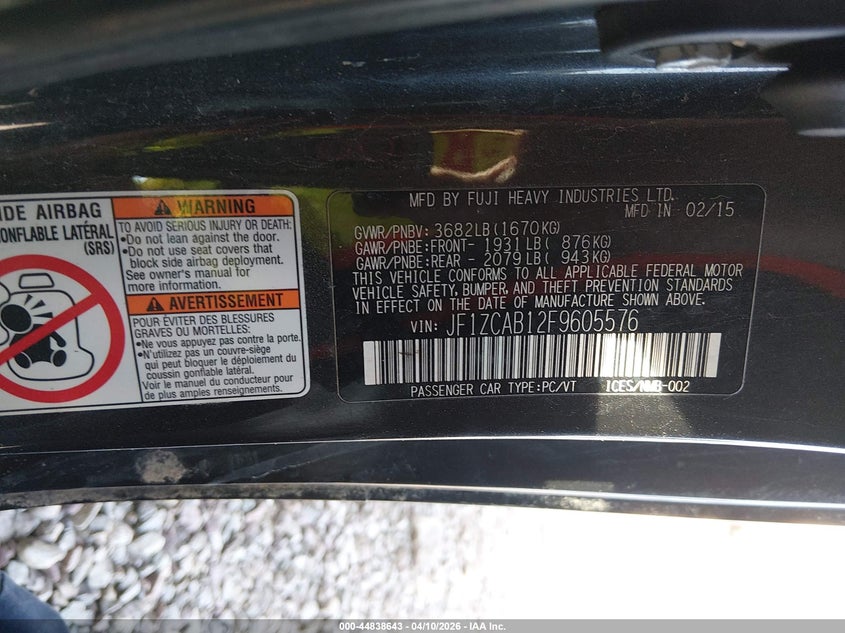 IDE AIRBAG
ONFLABLE LATÉRAL
(SRS)
WARNING
TO AVOID SERIOUS INJURY OR DEATH:
•Do not lean against the door.
•Do not use seat covers that
block side airbag deployment.
See owner's manual for
more information.
AVERTISSEMENT
POUR ÉVITER DES BLESSURES
GRAVES OU MORTELLES:
•Ne vous appuyez pas contre la porte.
•N'utilisez pas un couvre-siège
qui peut bloquer le déploiement du
coussin gonflable latéral.
Voir le manuel du conducteur
pour de plus amples informations.
MFD BY FUJI HEAVY INDUSTRIES LTD.
MFD IN 02/15
GVWR/PNBV: 3682LB(1670KG)
GAWR/PNBE:FRONT- 1931LB( 876KG)
GAWR/PNBE:REAR - 2079LB( 943KG)
THIS VEHICLE CONFORMS TO ALL APPLICABLE FEDERAL MOTOR
VEHICLE SAFETY, BUMPER, AND THEFT PREVENTION STANDARDS
IN EFFECT ON THE DATE OF MANUFACTURE SHOWN ABOVE.
VIN: JF1ZCAB12F9605576
PASSENGER CAR TYPE:PC/VT ICES/NMB-002
000-44838643 - 04/10/2026 - IAA Inc.